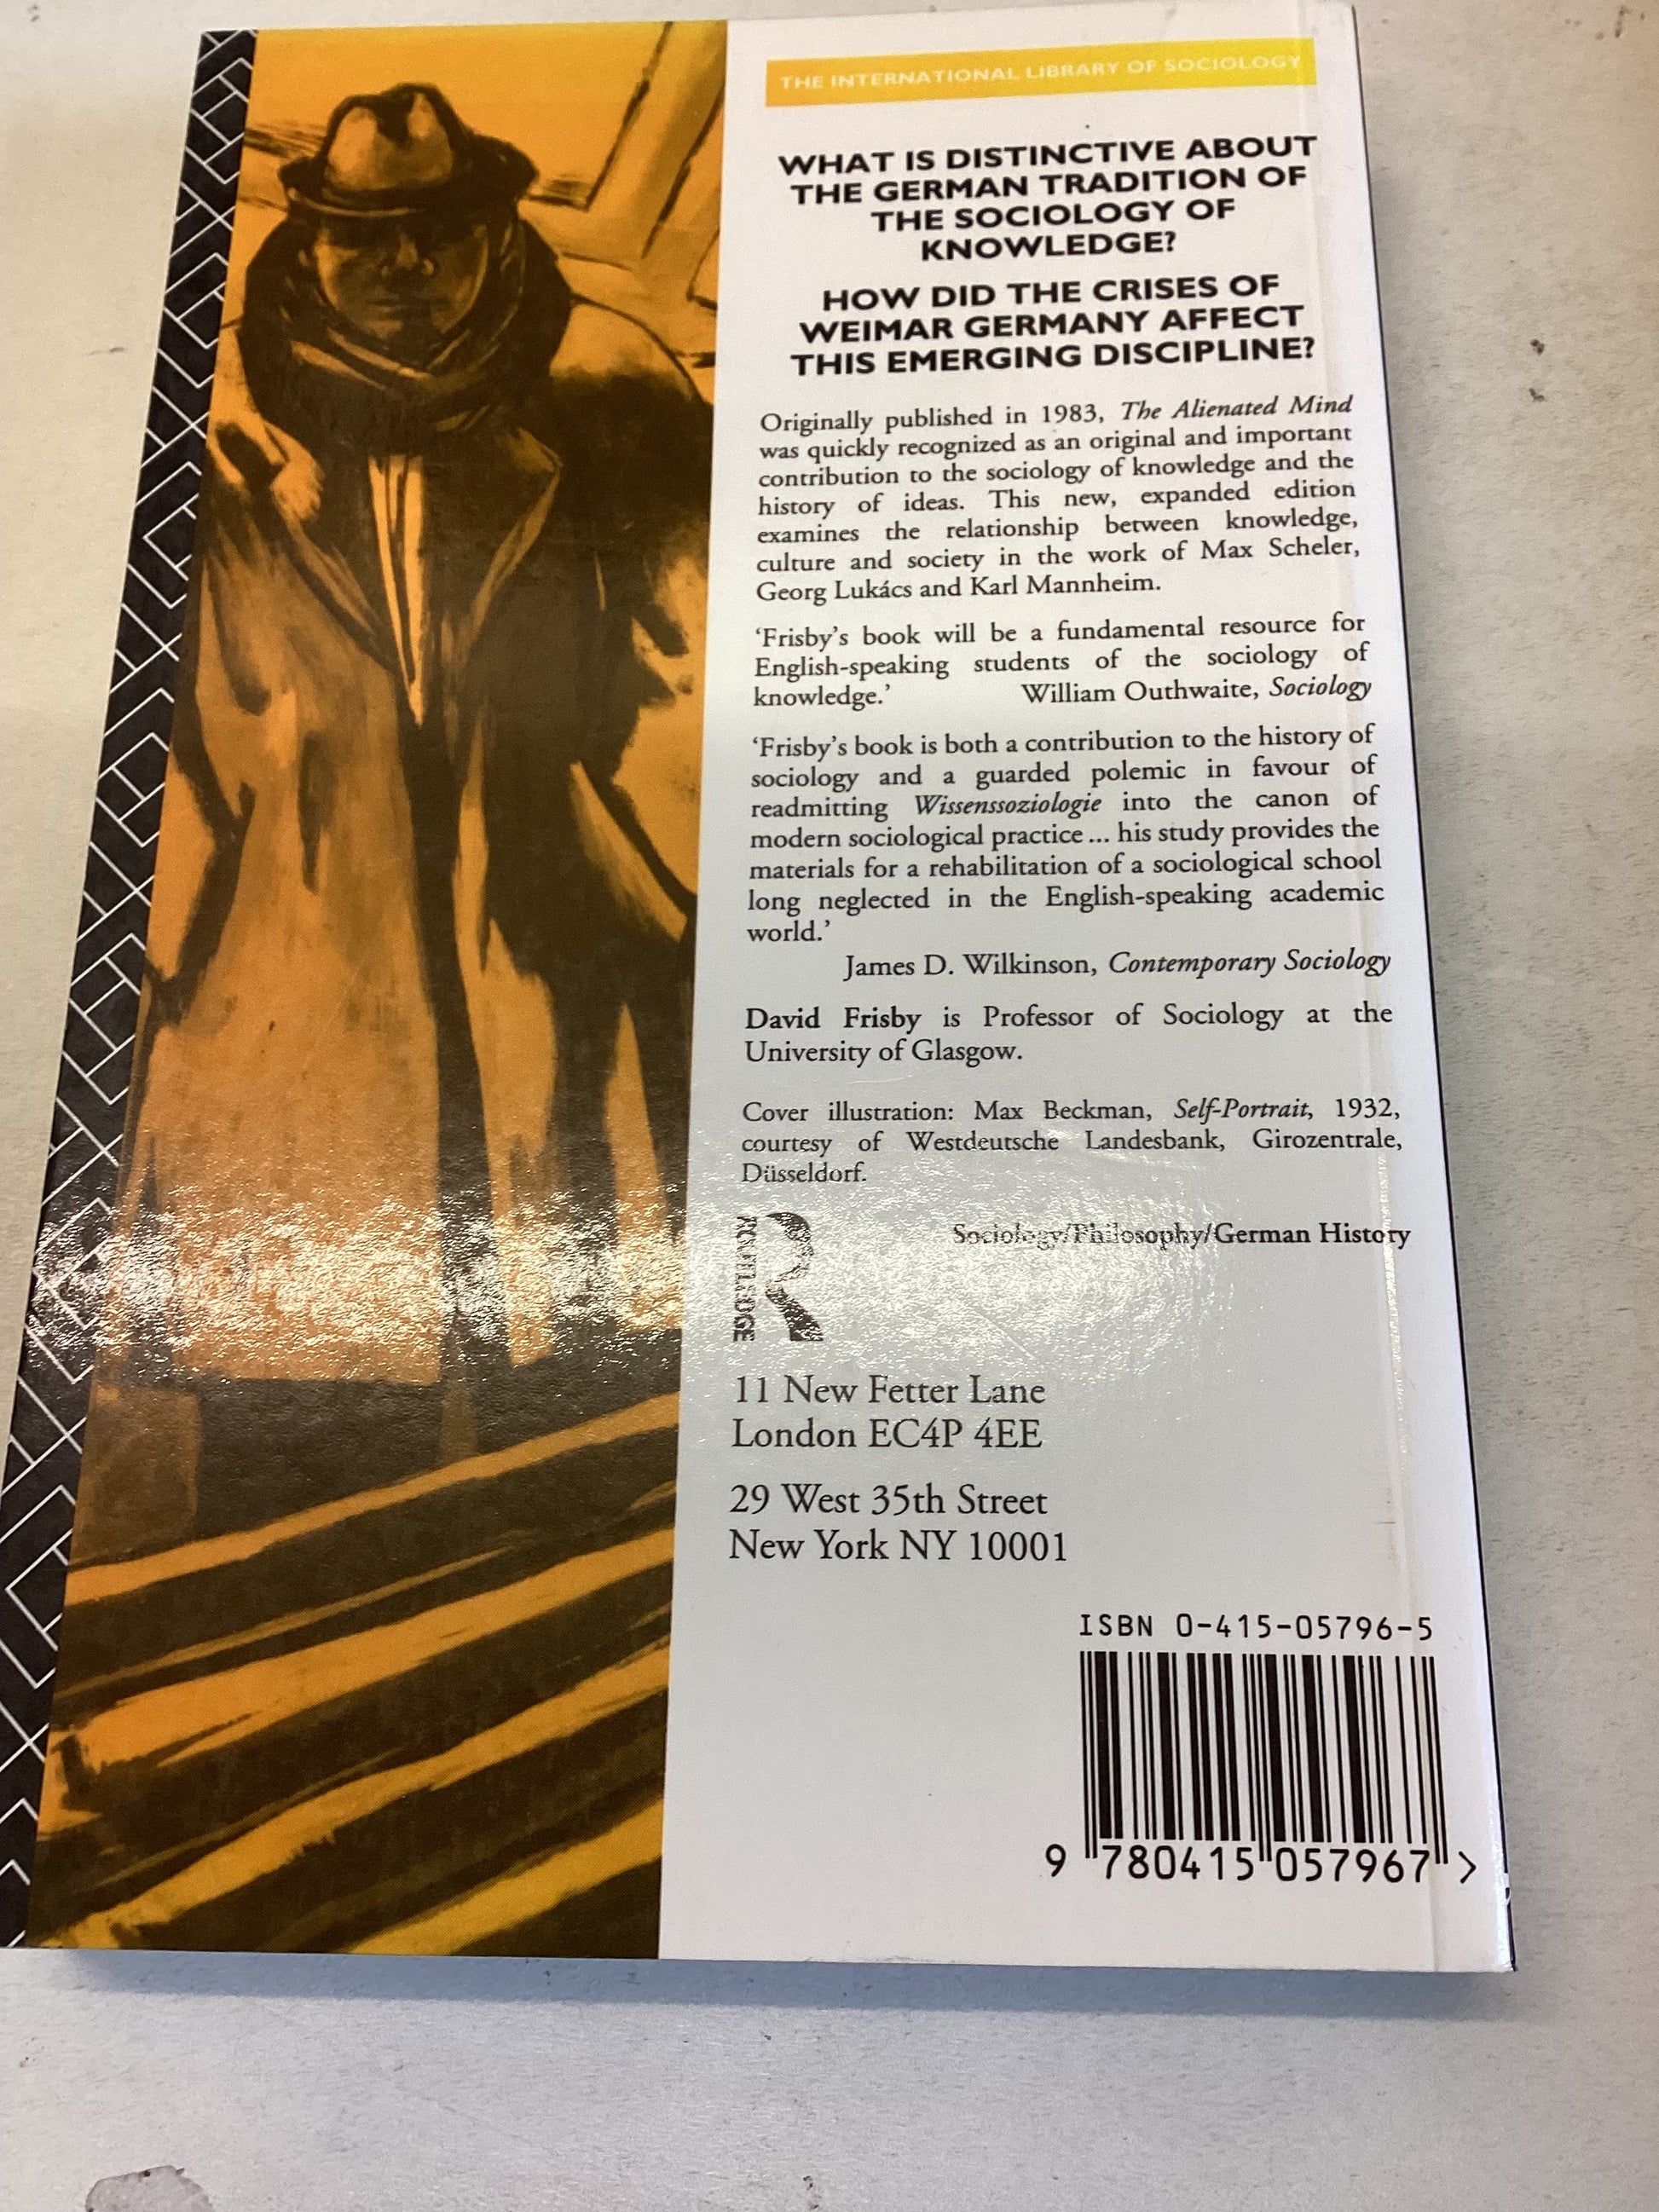 THE INTERNATIONAL LIBRARY OF SOCIOLOGY
WHAT IS DISTINCTIVE ABOUT
THE GERMAN TRADITION OF
THE SOCIOLOGY OF
KNOWLEDGE?
HOW DID THE CRISES OF
WEIMAR GERMANY AFFECT
THIS EMERGING DISCIPLINE?
Originally published in 1983, The Alienated Mind
was quickly recognized as an original and important
contribution to the sociology of knowledge and the
history of ideas. This new, expanded edition
examines the relationship between knowledge,
culture and society in the work of Max Scheler,
Georg Lukács and Karl Mannheim.
‘Frisby’s book will be a fundamental resource for
English-speaking students of the sociology of
knowledge.’ William Outhwaite, Sociology
‘Frisby’s book is both a contribution to the history of
sociology and a guarded polemic in favour of
readmitting Wissenssoziologie into the canon of
modern sociological practice ... his study provides the
materials for a rehabilitation of a sociological school
long neglected in the English-speaking academic
world.’
James D. Wilkinson, Contemporary Sociology
David Frisby is Professor of Sociology at the
University of Glasgow.
Cover illustration: Max Beckman, Self-Portrait, 1932,
courtesy of Westdeutsche Landesbank, Girozentrale,
Düsseldorf.
Sociology/Philosophy/German History
R
ROUTLEDGE
11 New Fetter Lane
London EC4P 4EE
29 West 35th Street
New York NY 10001
ISBN 0-415-05796-5
9 780415 057967 >